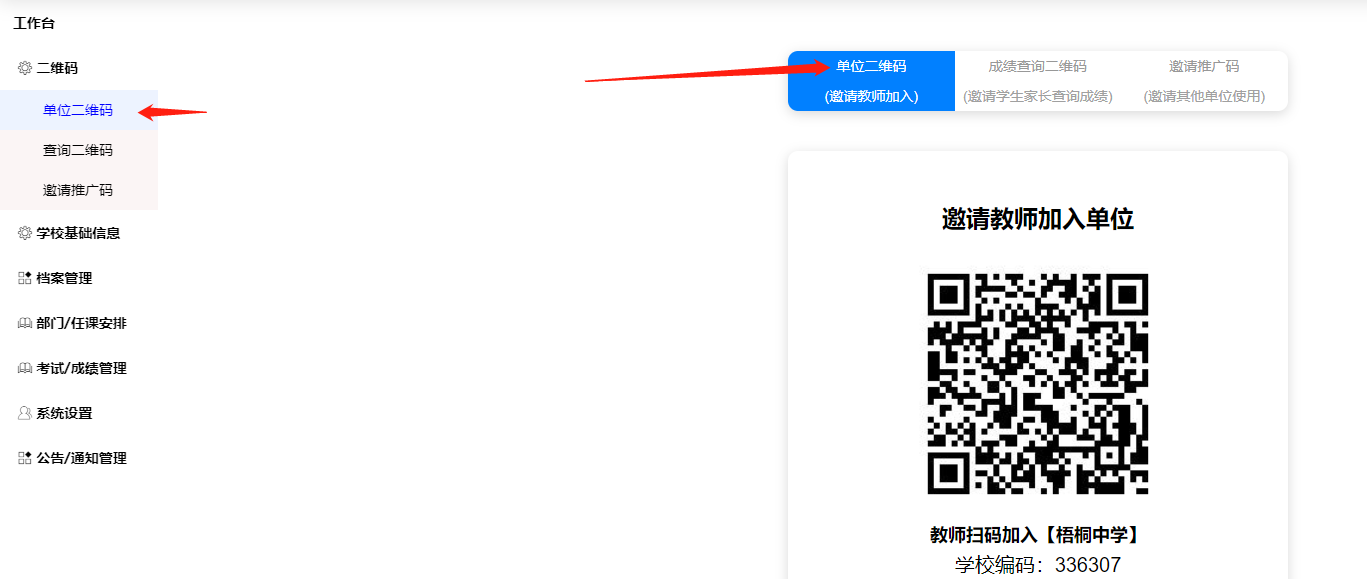 工作台
二维码
单位二维码
查询二维码
邀请推广码
学校基础信息
档案管理
部门/任课安排
考试/成绩管理
系统设置
公告/通知管理
单位二维码 成绩查询二维码 邀请推广码
(邀请教师加入) (邀请学生家长查询成绩) (邀请其他单位使用)
邀请教师加入单位
教师扫码加入【梧桐中学】
学校编码：336307